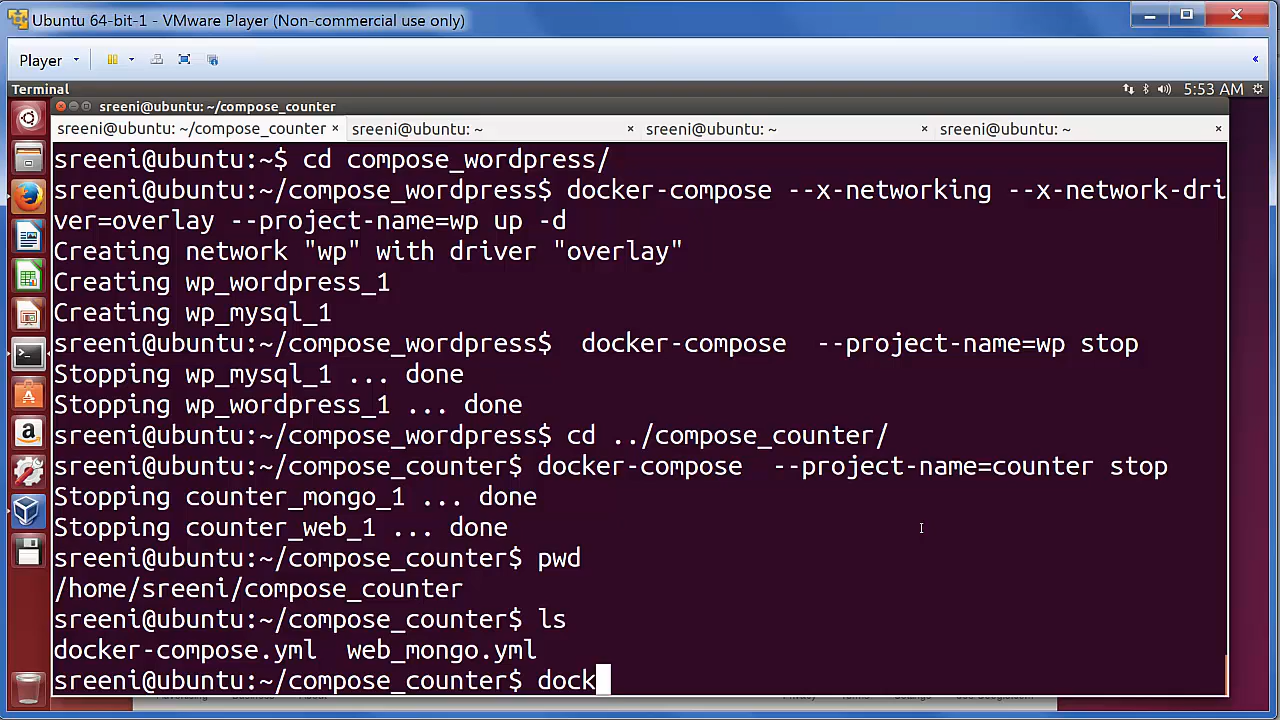 Ubuntu 64-bit-1 - VMware Player (Non-commercial use only)
Player
Terminal
5:53 AM
sreeni@ubuntu: ~/compose_counter
sreeni@ubuntu: ~/compose_counter × sreeni@ubuntu: ~ × sreeni@ubuntu: ~ × sreeni@ubuntu: ~ ×
sreeni@ubuntu:~$ cd compose_wordpress/
sreeni@ubuntu:~/compose_wordpress$ docker-compose --x-networking --x-network-dri
ver=overlay --project-name=wp up -d
Creating network "wp" with driver "overlay"
Creating wp_wordpress_1
Creating wp_mysql_1
sreeni@ubuntu:~/compose_wordpress$  docker-compose  --project-name=wp stop
Stopping wp_mysql_1 ... done
Stopping wp_wordpress_1 ... done
sreeni@ubuntu:~/compose_wordpress$ cd ../compose_counter/
sreeni@ubuntu:~/compose_counter$ docker-compose  --project-name=counter stop
Stopping counter_mongo_1 ... done
Stopping counter_web_1 ... done
sreeni@ubuntu:~/compose_counter$ pwd
/home/sreeni/compose_counter
sreeni@ubuntu:~/compose_counter$ ls
docker-compose.yml  web_mongo.yml
sreeni@ubuntu:~/compose_counter$ dock